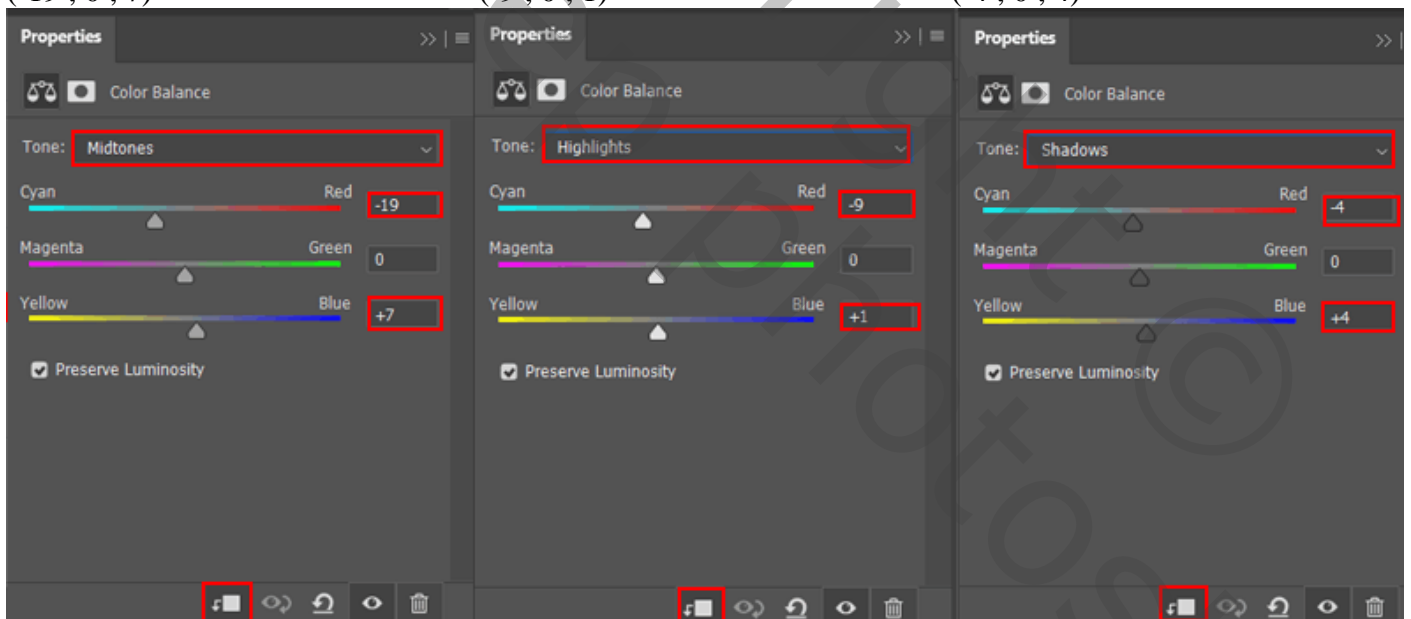 Properties
Color Balance
Tone: Midtones
Cyan Red -19
Magenta Green 0
Yellow Blue +7
Preserve Luminosity
Properties
Color Balance
Tone: Highlights
Cyan Red -9
Magenta Green 0
Yellow Blue +1
Preserve Luminosity
Properties
Color Balance
Tone: Shadows
Cyan Red -4
Magenta Green 0
Yellow Blue +4
Preserve Luminosity